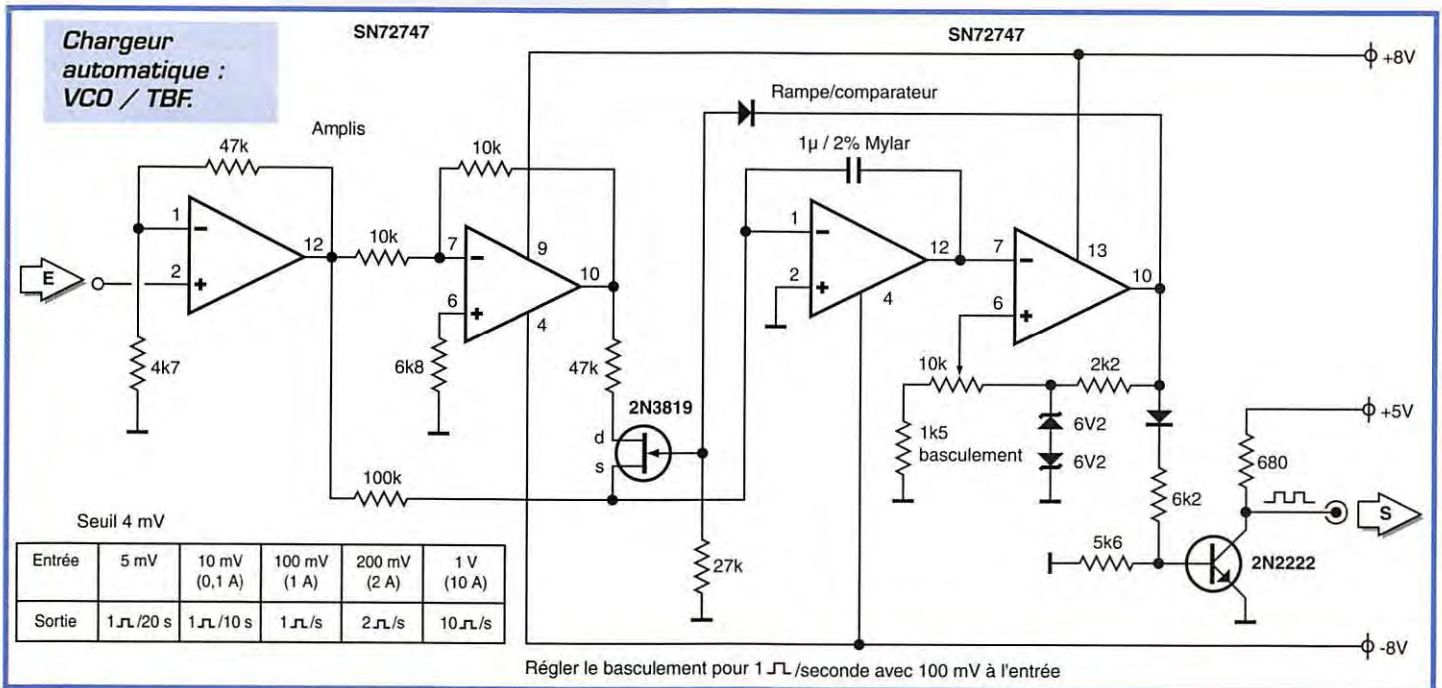 Chargeur
automatique :
VCO / TBF.
SN72747
SN72747
+8V
Rampe/comparateur
Amplis
1µ / 2% Mylar
47k
10k
1
2
12
10k
7
6
9
4
10
1
2
12
4
7
6
13
10
E
4k7
6k8
47k
2N3819
d
s
100k
27k
10k
2k2
1k5
basculement
6V2
6V2
+5V
680
6k2
5k6
2N2222
S
-8V
Seuil 4 mV
Entrée 5 mV 10 mV (0,1 A) 100 mV (1 A) 200 mV (2 A) 1 V (10 A)
Sortie 1 /20 s 1 /10 s 1 /s 2 /s 10 /s
Régler le basculement pour 1 /seconde avec 100 mV à l'entrée